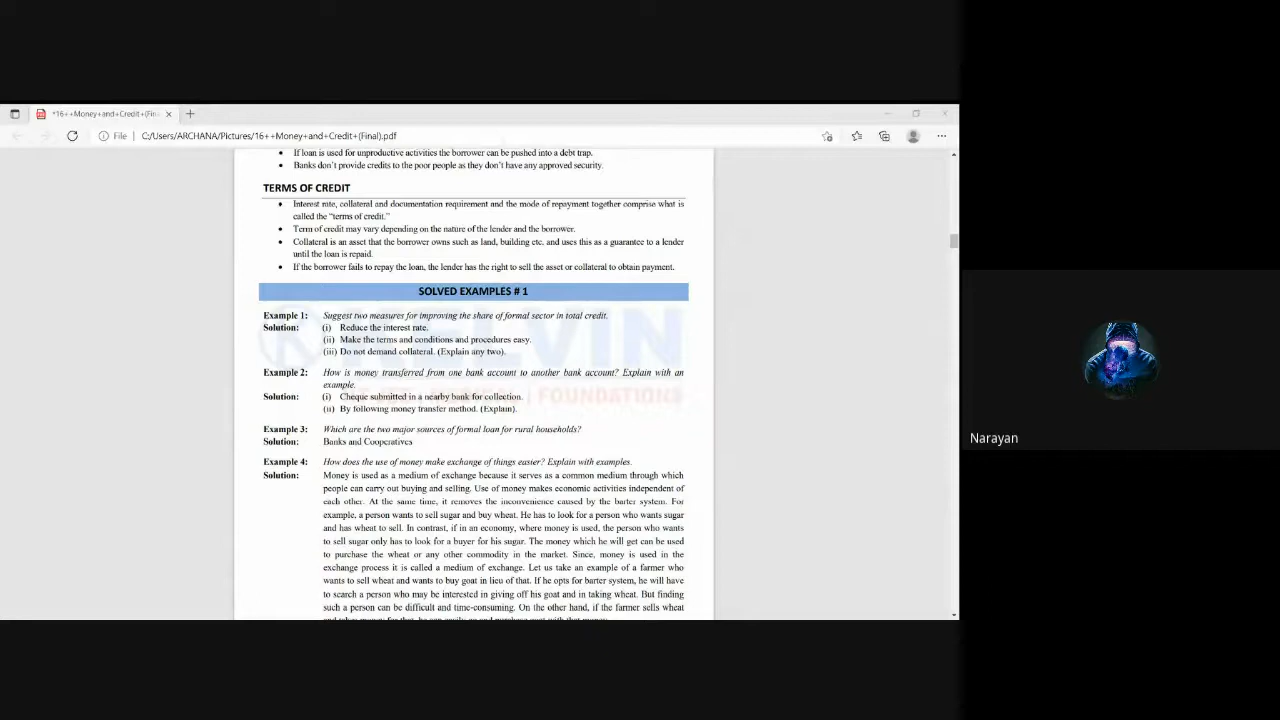 *16++Money+and+Credit+(Fin
File | C:/Users/ARCHANA/Pictures/16++Money+and+Credit+(Final).pdf
• If loan is used for unproductive activities the borrower can be pushed into a debt trap.
• Banks don't provide credits to the poor people as they don't have any approved security.
TERMS OF CREDIT
• Interest rate, collateral and documentation requirement and the mode of repayment together comprise what is
called the "terms of credit."
• Term of credit may vary depending on the nature of the lender and the borrower.
• Collateral is an asset that the borrower owns such as land, building etc. and uses this as a guarantee to a lender
until the loan is repaid.
• If the borrower fails to repay the loan, the lender has the right to sell the asset or collateral to obtain payment.
SOLVED EXAMPLES # 1
Example 1: Suggest two measures for improving the share of formal sector in total credit.
Solution: (i) Reduce the interest rate.
(ii) Make the terms and conditions and procedures easy.
(iii) Do not demand collateral. (Explain any two).
Example 2: How is money transferred from one bank account to another bank account? Explain with an
example.
Solution: (i) Cheque submitted in a nearby bank for collection.
(ii) By following money transfer method. (Explain).
Example 3: Which are the two major sources of formal loan for rural households?
Solution: Banks and Cooperatives
Example 4: How does the use of money make exchange of things easier? Explain with examples.
Solution: Money is used as a medium of exchange because it serves as a common medium through which
people can carry out buying and selling. Use of money makes economic activities independent of
each other. At the same time, it removes the inconvenience caused by the barter system. For
example, a person wants to sell sugar and buy wheat. He has to look for a person who wants sugar
and has wheat to sell. In contrast, if in an economy, where money is used, the person who wants
to sell sugar only has to look for a buyer for his sugar. The money which he will get can be used
to purchase the wheat or any other commodity in the market. Since, money is used in the
exchange process it is called a medium of exchange. Let us take an example of a farmer who
wants to sell wheat and wants to buy goat in lieu of that. If he opts for barter system, he will have
to search a person who may be interested in giving off his goat and in taking wheat. But finding
such a person can be difficult and time-consuming. On the other hand, if the farmer sells wheat
FOUNDATIONS
Narayan